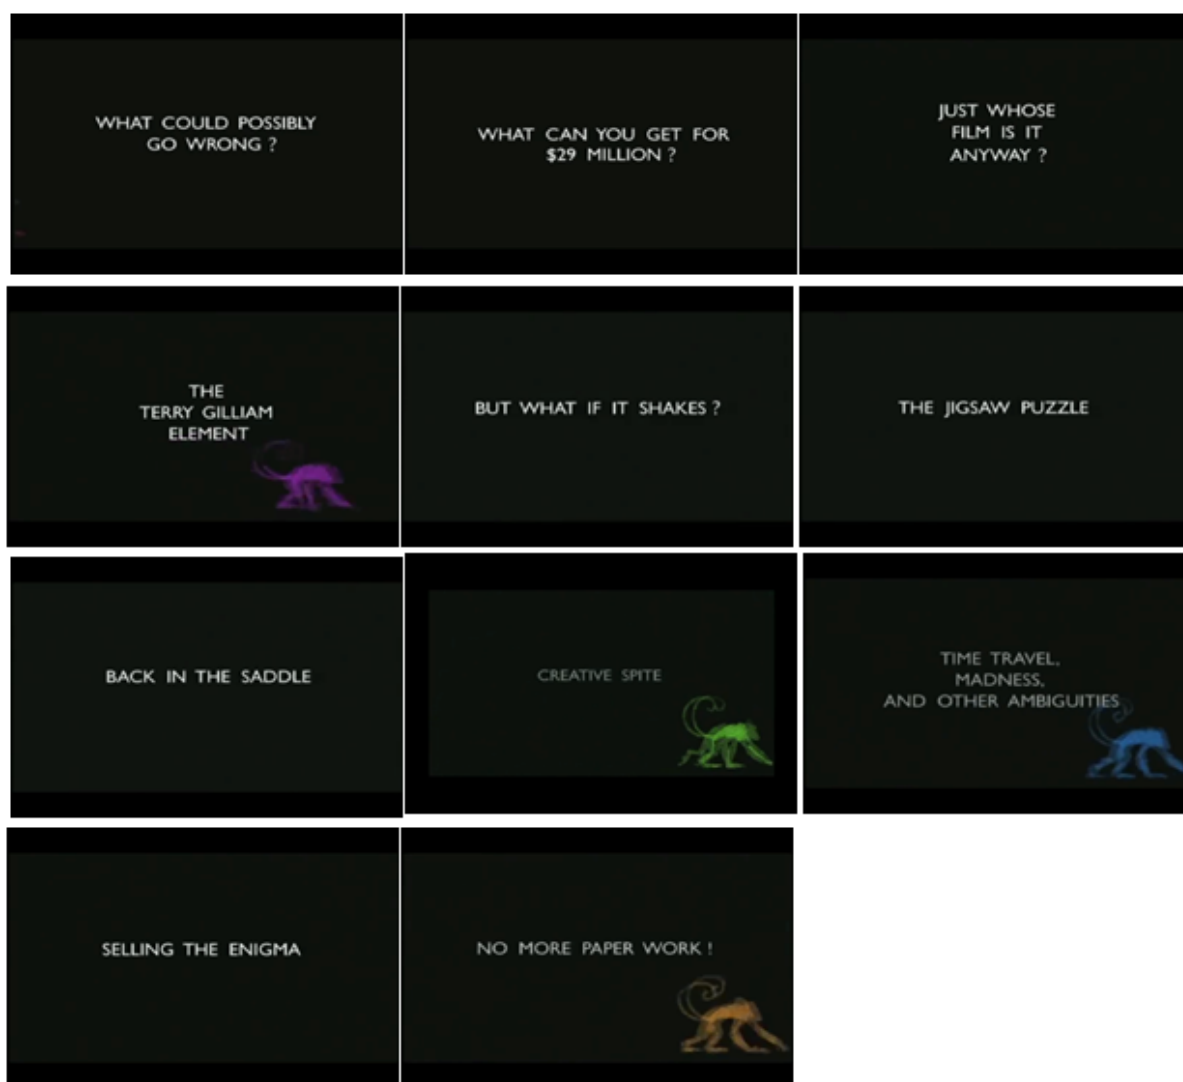 WHAT COULD POSSIBLY
GO WRONG ?
WHAT CAN YOU GET FOR
$29 MILLION ?
JUST WHOSE
FILM IS IT
ANYWAY ?
THE
TERRY GILLIAM
ELEMENT
BUT WHAT IF IT SHAKES ?
THE JIGSAW PUZZLE
BACK IN THE SADDLE
CREATIVE SPITE
TIME TRAVEL,
MADNESS,
AND OTHER AMBIGUITIES
SELLING THE ENIGMA
NO MORE PAPER WORK !